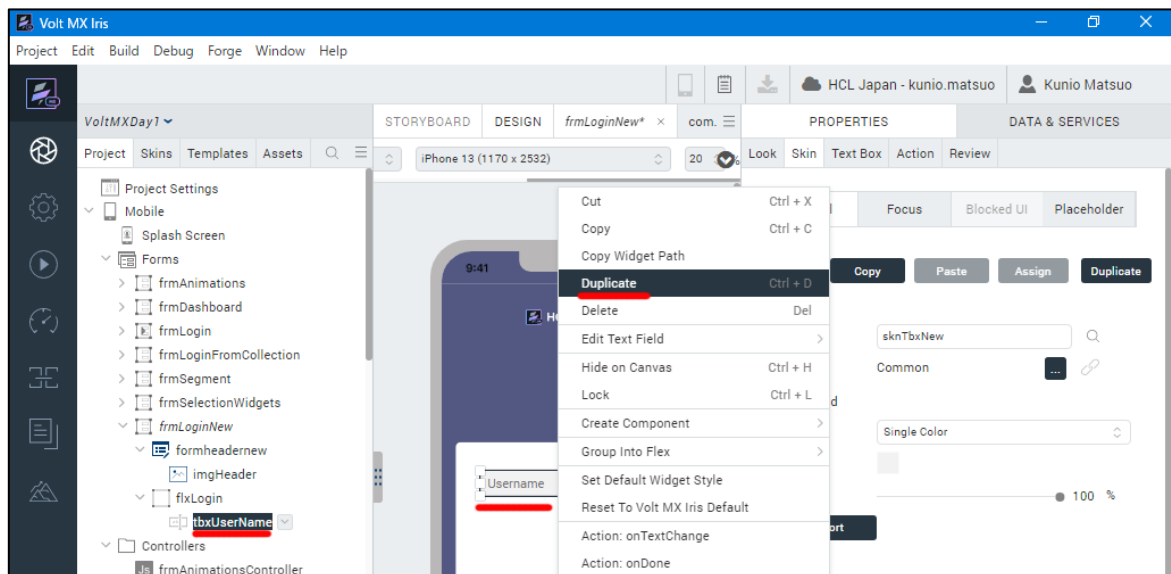 Volt MX Iris
Project Edit Build Debug Forge Window Help
HCL Japan - kunio.matsuo Kunio Matsuo
VoltMXDay1 STORYBOARD DESIGN frmLoginNew* × com. PROPERTIES DATA & SERVICES
Project Skins Templates Assets iPhone 13 (1170 x 2532) 20 % Look Skin Text Box Action Review
Project Settings
Mobile
Splash Screen
Forms
frmAnimations
frmDashboard
frmLogin
frmLoginFromCollection
frmSegment
frmSelectionWidgets
frmLoginNew
formheadernew
imgHeader
flxLogin
tbxUserName
Controllers
Js frmAnimationsController
9:41
Username
Cut Ctrl + X
Copy Ctrl + C
Copy Widget Path
Duplicate Ctrl + D
Delete Del
Edit Text Field
Hide on Canvas Ctrl + H
Lock Ctrl + L
Create Component
Group Into Flex
Set Default Widget Style
Reset To Volt MX Iris Default
Action: onTextChange
Action: onDone
Focus Blocked UI Placeholder
Copy Paste Assign Duplicate
sknTbxNew
Common ...
Single Color
100 %